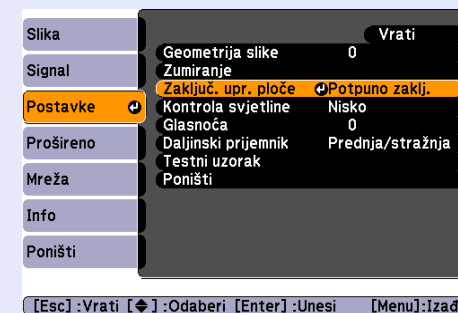 Slika
Signal
Postavke
Prošireno
Mreža
Info
Poništi
Vrati
Geometrija slike 0
Zumiranje
Zaključ. upr. ploče Potpuno zaklj.
Kontrola svjetline Nisko
Glasnoća 0
Daljinski prijemnik Prednja/stražnja
Testni uzorak
Poništi
[Esc] :Vrati [◆] :Odaberi [Enter] :Unesi [Menu]:Izađ